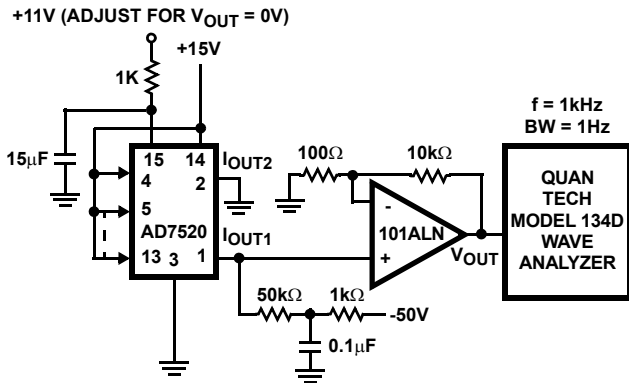 +11V (ADJUST FOR VOUT = 0V)
+15V
1K
f = 1kHz
BW = 1Hz
15µF
15
14
IOUT2
4
2
5
AD7520
IOUT1
13
3
1
100Ω
10kΩ
-
101ALN
+
VOUT
QUAN
TECH
MODEL 134D
WAVE
ANALYZER
50kΩ
1kΩ
-50V
0.1µF